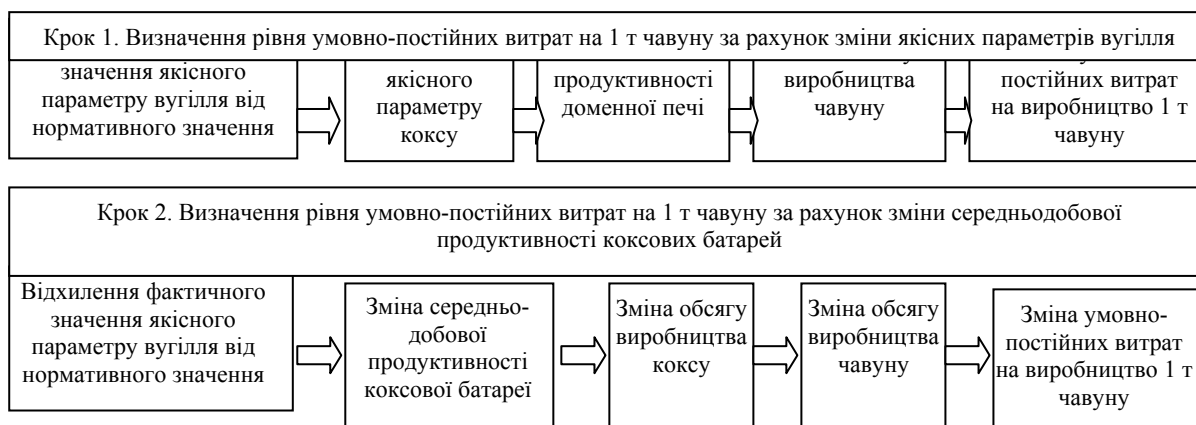 Крок 1. Визначення рівня умовно-постійних витрат на 1 т чавуну за рахунок зміни якісних параметрів вугілля
значення якісного
параметру вугілля від
нормативного значення
якісного
параметру
коксу
продуктивності
доменної печі
виробництва
чавуну
постійних витрат
на виробництво 1 т
чавуну
Крок 2. Визначення рівня умовно-постійних витрат на 1 т чавуну за рахунок зміни середньодобової
продуктивності коксових батарей
Відхилення фактичного
значення якісного
параметру вугілля від
нормативного значення
Зміна середньо-
добової
продуктивності
коксової батареї
Зміна обсягу
виробництва
коксу
Зміна обсягу
виробництва
чавуну
Зміна умовно-
постійних витрат
на виробництво 1 т
чавуну